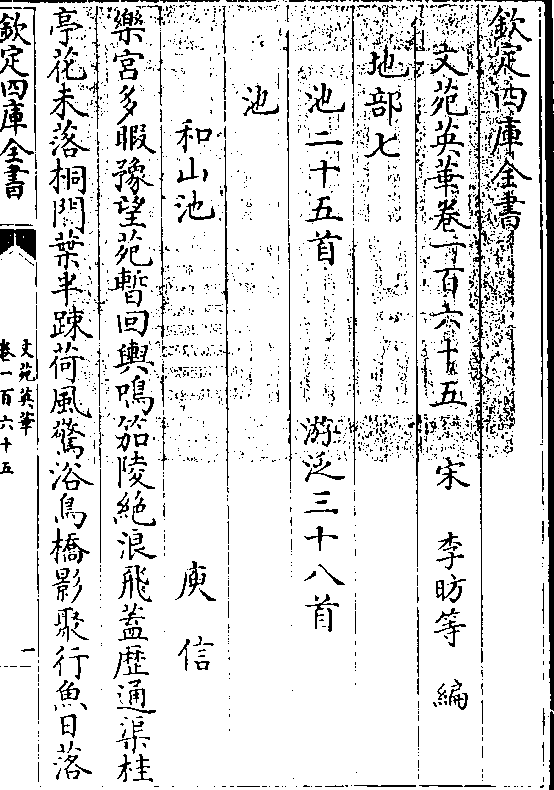 欽定四庫全書
文苑英華卷一百六十五　宋　李昉等　編
地部七
池二十五首　游泛三十八首
池
和山池　庾信
樂宮多暇豫望苑暫回輿鳴笳陵絕浪飛蓋歴通渠桂
亭花未落桐門葉半踈荷風驚浴鳥橋影聚行魚日落
欽定四庫全書
文苑英華
卷一百六十五
一